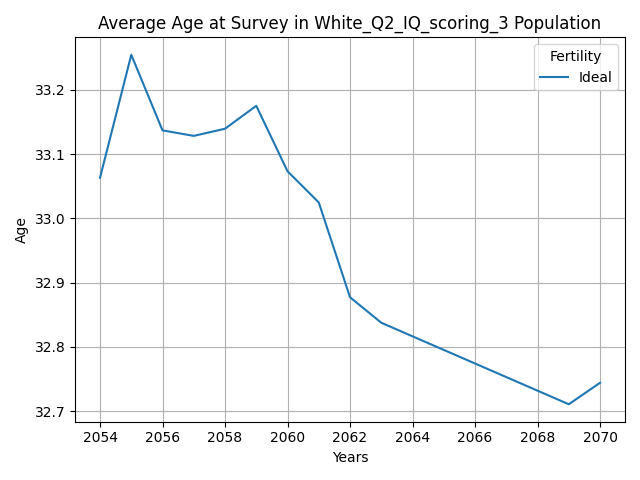 Average Age at Survey in White_Q2_IQ_scoring_3 Population
Fertility
Ideal
33.2
33.1
33.0
32.9
32.8
32.7
Age
2054 2056 2058 2060 2062 2064 2066 2068 2070
Years